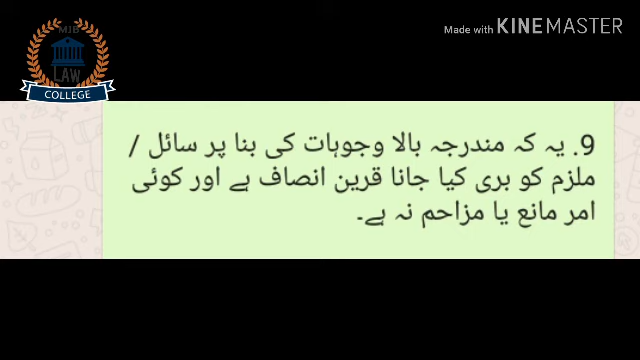 MJB
LAW
COLLEGE
Made with KINEMASTER
9. یہ کہ مندرجہ بالا وجوہات کی بنا پر سائل /
ملزم کو بری کیا جانا قرین انصاف ہے اور کوئی
امر مانع یا مزاحم نہ ہے۔